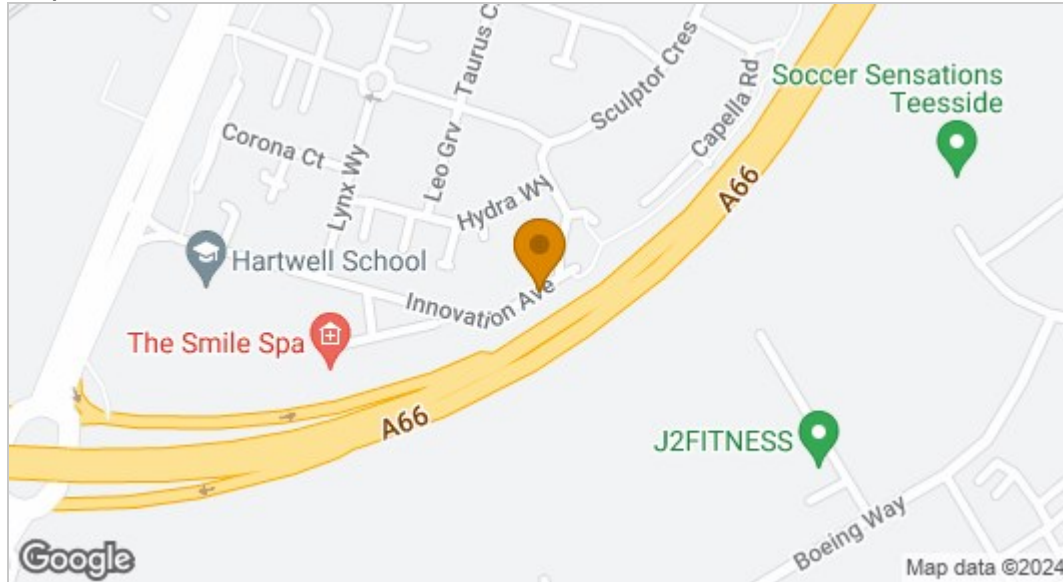 Taurus C
Sculptor Cres
Capella Rd
Soccer Sensations
Teesside
Corona Ct
Lynx Wy
Leo Grv
Hydra Wy
A66
Hartwell School
Innovation Ave
The Smile Spa
A66
J2FITNESS
Boeing Way
Google
Map data ©2024